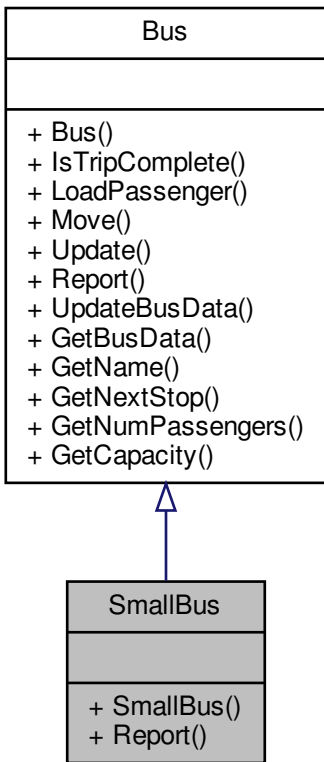 Bus
+ Bus()
+ IsTripComplete()
+ LoadPassenger()
+ Move()
+ Update()
+ Report()
+ UpdateBusData()
+ GetBusData()
+ GetName()
+ GetNextStop()
+ GetNumPassengers()
+ GetCapacity()
SmallBus
+ SmallBus()
+ Report()